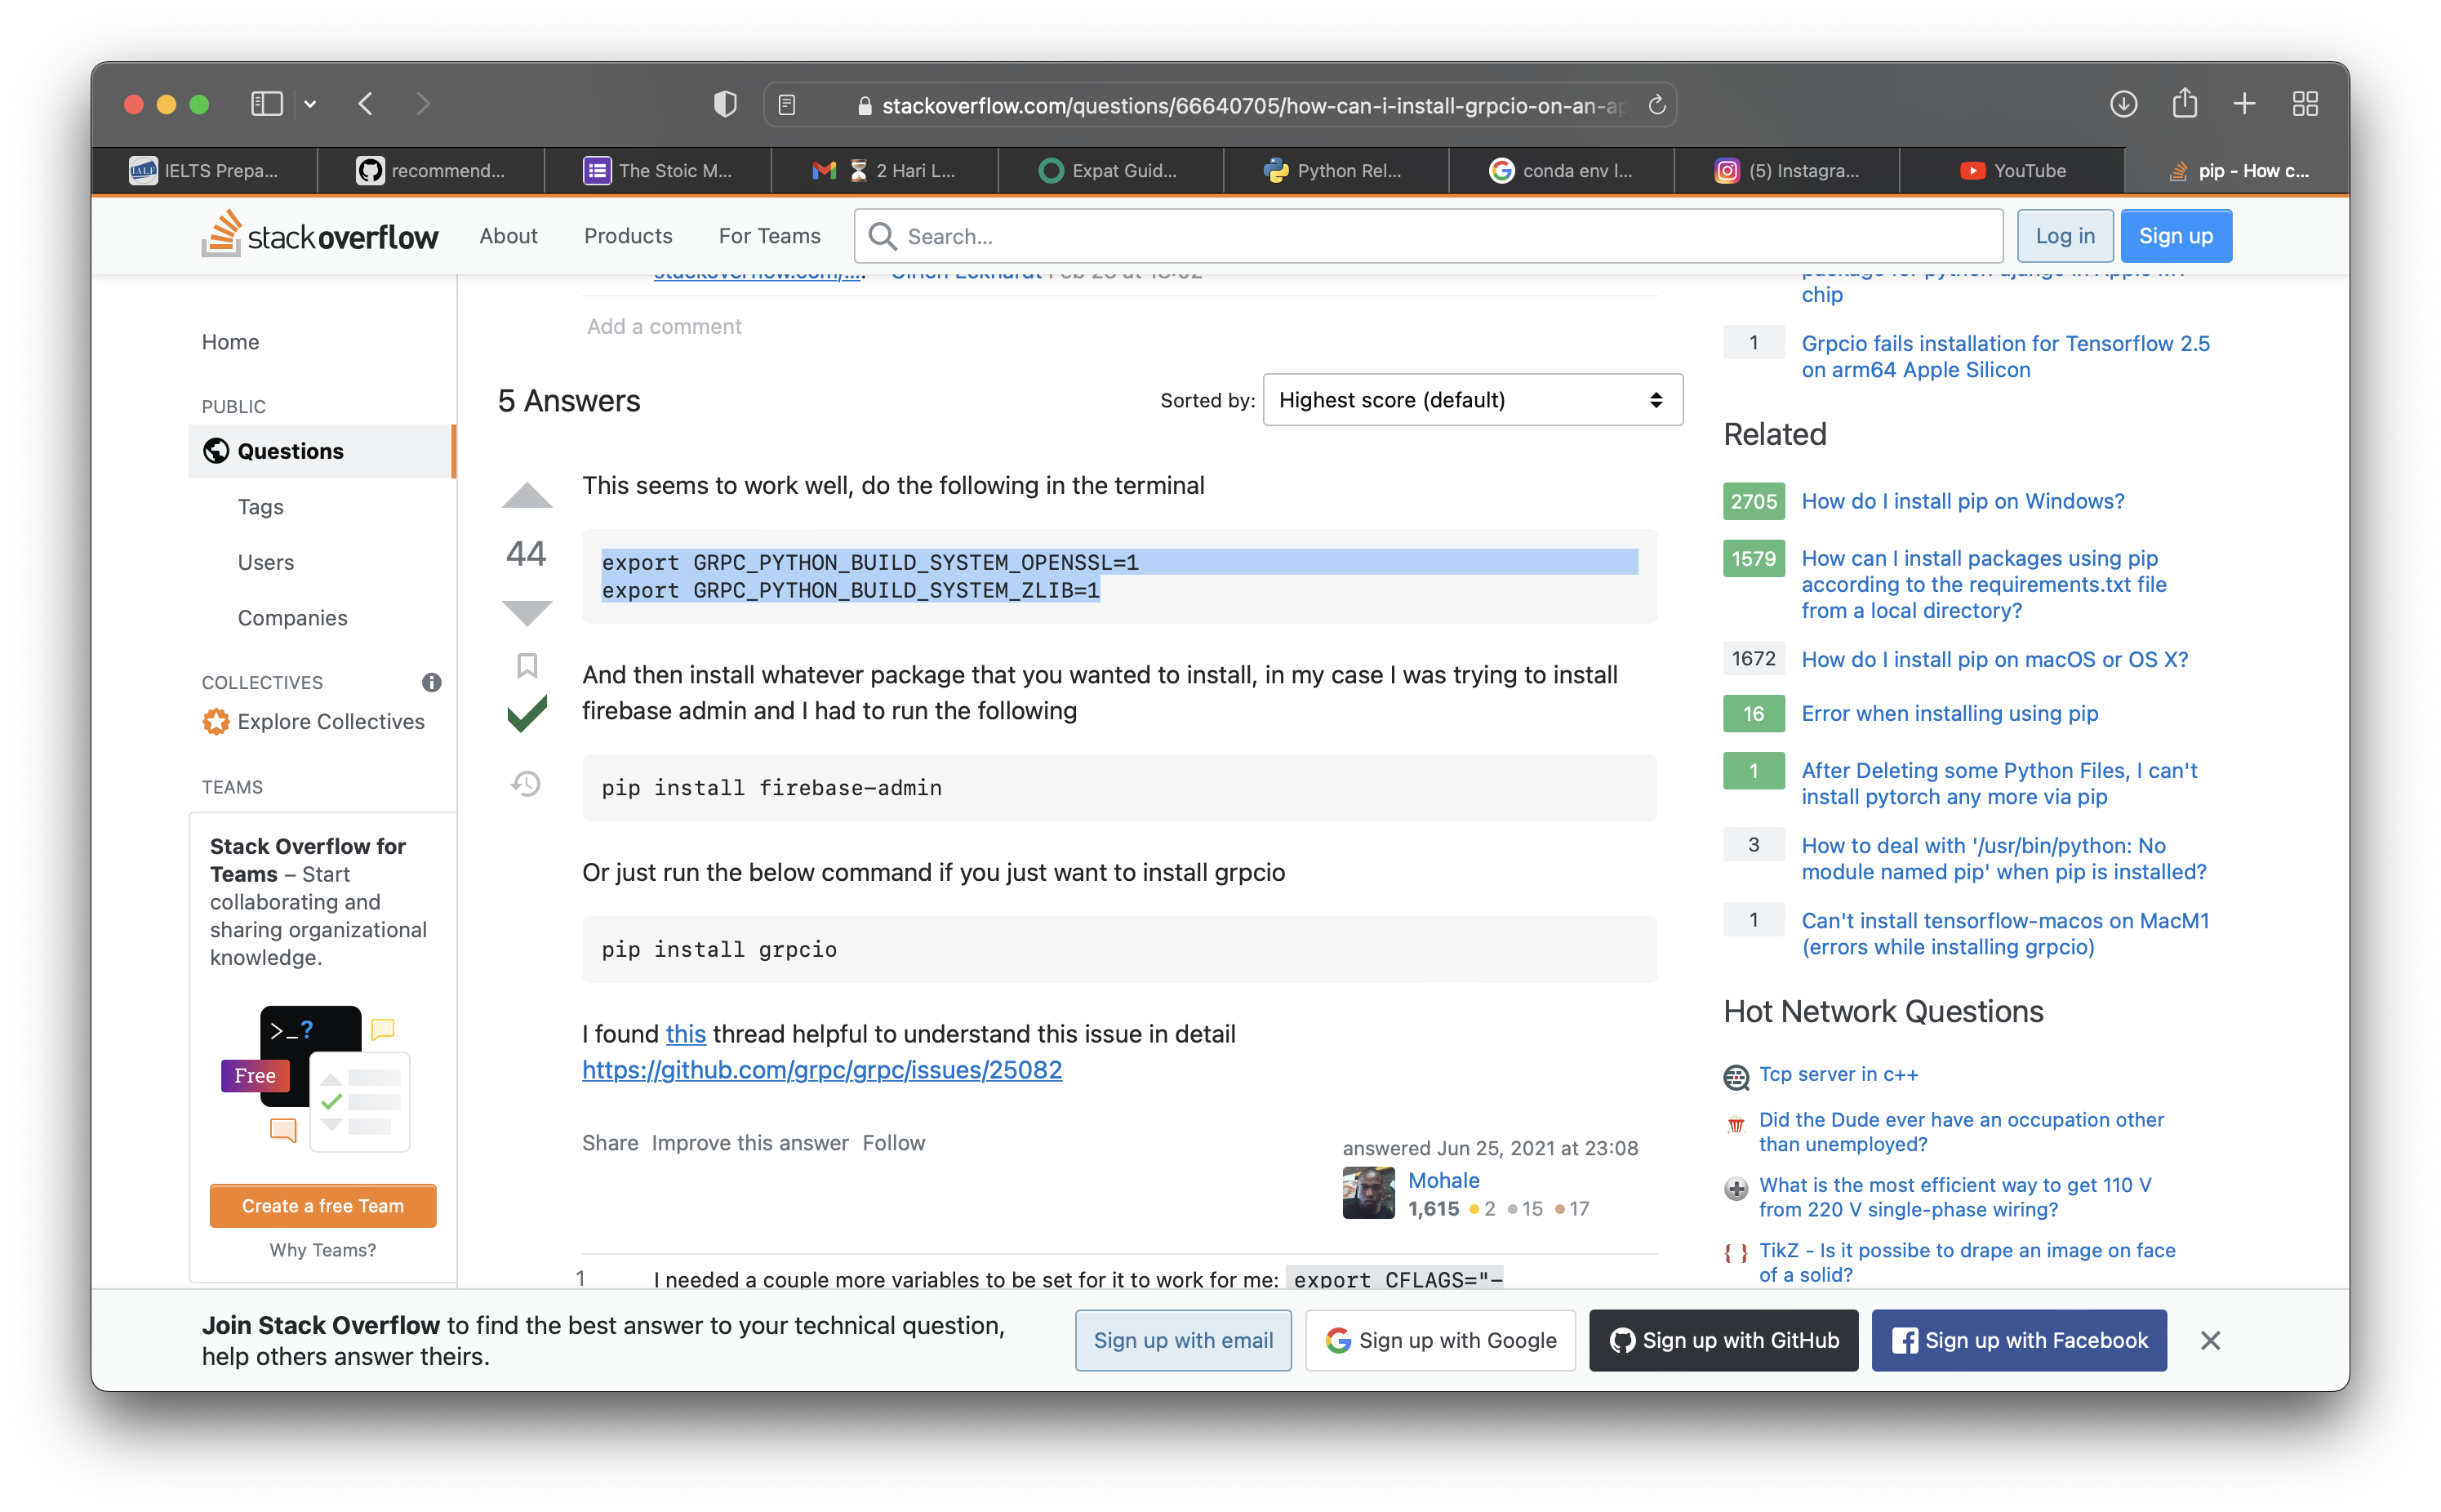 stackoverflow.com/questions/66640705/how-can-i-install-grpcio-on-an-ap
IELTS Prepa...
recommend...
The Stoic M...
2 Hari L...
Expat Guid...
Python Rel...
conda env l...
(5) Instagra...
YouTube
pip - How c...
stackoverflow
About
Products
For Teams
Search...
Log in
Sign up
Home
PUBLIC
Questions
Tags
Users
Companies
COLLECTIVES
Explore Collectives
TEAMS
Stack Overflow for
Teams – Start
collaborating and
sharing organizational
knowledge.
>_?
Free
Create a free Team
Why Teams?
stackoverflow.com/...
Add a comment
5 Answers
Sorted by:
Highest score (default)
44
This seems to work well, do the following in the terminal
export GRPC_PYTHON_BUILD_SYSTEM_OPENSSL=1
export GRPC_PYTHON_BUILD_SYSTEM_ZLIB=1
And then install whatever package that you wanted to install, in my case I was trying to install
firebase admin and I had to run the following
pip install firebase-admin
Or just run the below command if you just want to install grpcio
pip install grpcio
I found this thread helpful to understand this issue in detail
https://github.com/grpc/grpc/issues/25082
Share Improve this answer Follow
answered Jun 25, 2021 at 23:08
Mohale
1,615 2 15 17
1 I needed a couple more variables to be set for it to work for me: export CFLAGS="-
chip
1 Grpcio fails installation for Tensorflow 2.5
on arm64 Apple Silicon
Related
2705 How do I install pip on Windows?
1579 How can I install packages using pip
according to the requirements.txt file
from a local directory?
1672 How do I install pip on macOS or OS X?
16 Error when installing using pip
1 After Deleting some Python Files, I can't
install pytorch any more via pip
3 How to deal with '/usr/bin/python: No
module named pip' when pip is installed?
1 Can't install tensorflow-macos on MacM1
(errors while installing grpcio)
Hot Network Questions
Tcp server in c++
Did the Dude ever have an occupation other
than unemployed?
What is the most efficient way to get 110 V
from 220 V single-phase wiring?
TikZ - Is it possibe to drape an image on face
of a solid?
Join Stack Overflow to find the best answer to your technical question,
help others answer theirs.
Sign up with email
Sign up with Google
Sign up with GitHub
Sign up with Facebook